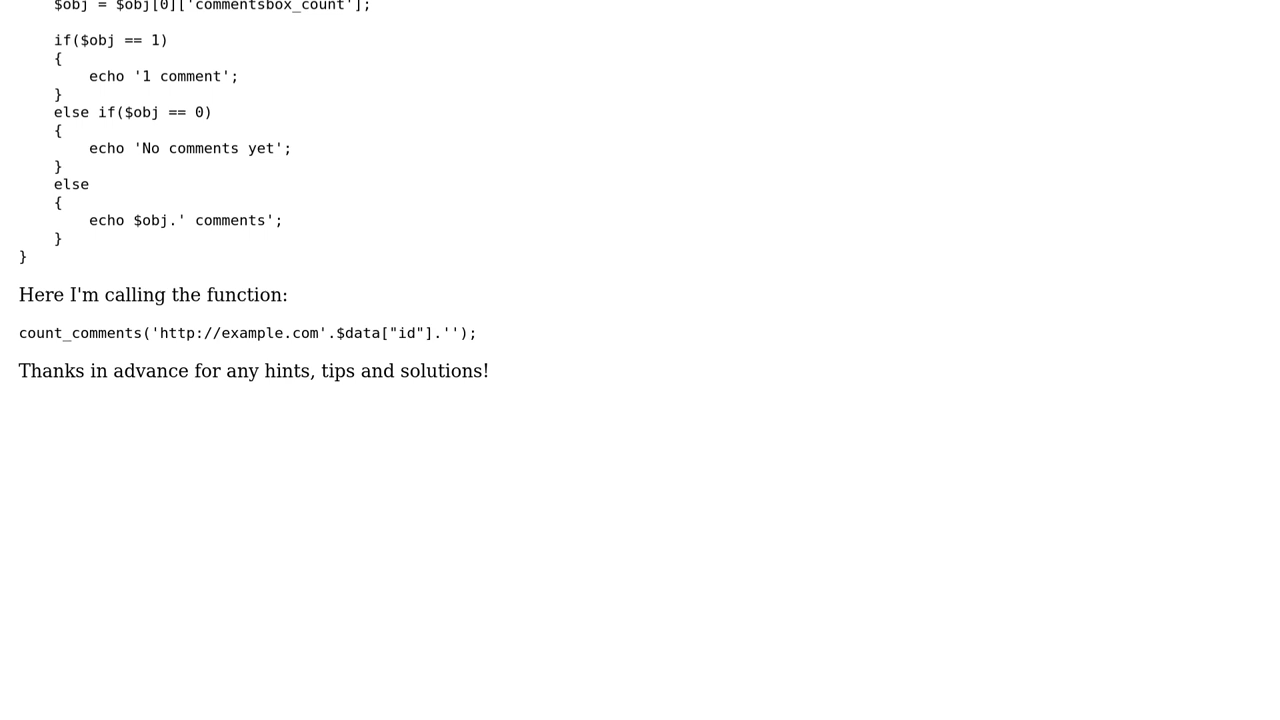 $obj = $obj[0]['commentsbox_count'];
if($obj == 1)
{
echo '1 comment';
}
else if($obj == 0)
{
echo 'No comments yet';
}
else
{
echo $obj.' comments';
}
}
Here I'm calling the function:
count_comments('http://example.com'.$data["id"].'');
Thanks in advance for any hints, tips and solutions!